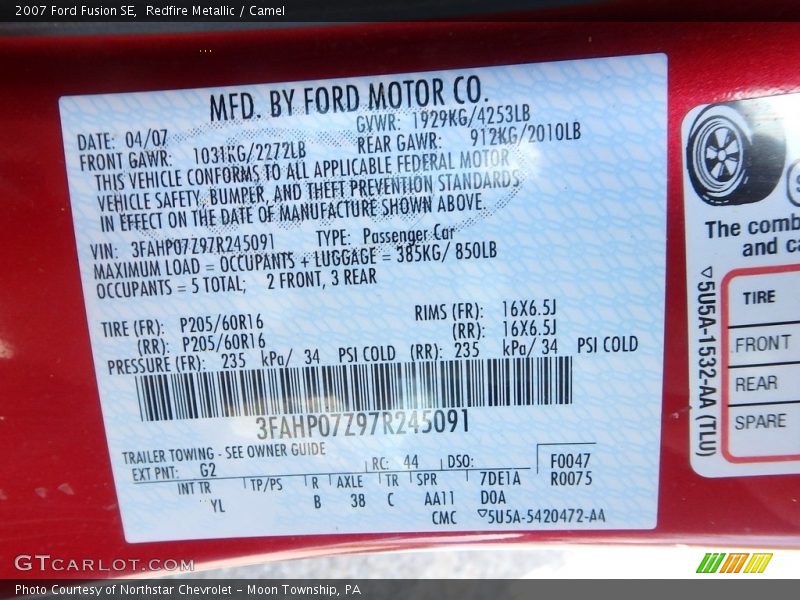 2007 Ford Fusion SE, Redfire Metallic / Camel
MFD. BY FORD MOTOR CO.
DATE: 04/07 GVWR: 1929KG/4253LB
FRONT GAWR: 1031KG/2272LB REAR GAWR: 912KG/2010LB
THIS VEHICLE CONFORMS TO ALL APPLICABLE FEDERAL MOTOR
VEHICLE SAFETY, BUMPER, AND THEFT PREVENTION STANDARDS
IN EFFECT ON THE DATE OF MANUFACTURE SHOWN ABOVE.
VIN: 3FAHP07Z97R245091 TYPE: Passenger Car
MAXIMUM LOAD = OCCUPANTS + LUGGAGE = 385KG/ 850LB
OCCUPANTS = 5 TOTAL; 2 FRONT, 3 REAR
TIRE (FR): P205/60R16 RIMS (FR): 16X6.5J
(RR): P205/60R16 (RR): 16X6.5J
PRESSURE (FR): 235 kPa/ 34 PSI COLD (RR): 235 kPa/ 34 PSI COLD
3FAHP07Z97R245091
TRAILER TOWING - SEE OWNER GUIDE
EXT PNT: G2 RC: 44 DSO: F0047
R0075
INT TR TP/PS R AXLE TR SPR 7DE1A
YL B 38 C AA11 D0A
CMC ▽5U5A-5420472-AA
The comb
and ca
▽5U5A-1532-AA (TLU)
TIRE
FRONT
REAR
SPARE
GTCARLOT.COM
Photo Courtesy of Northstar Chevrolet - Moon Township, PA